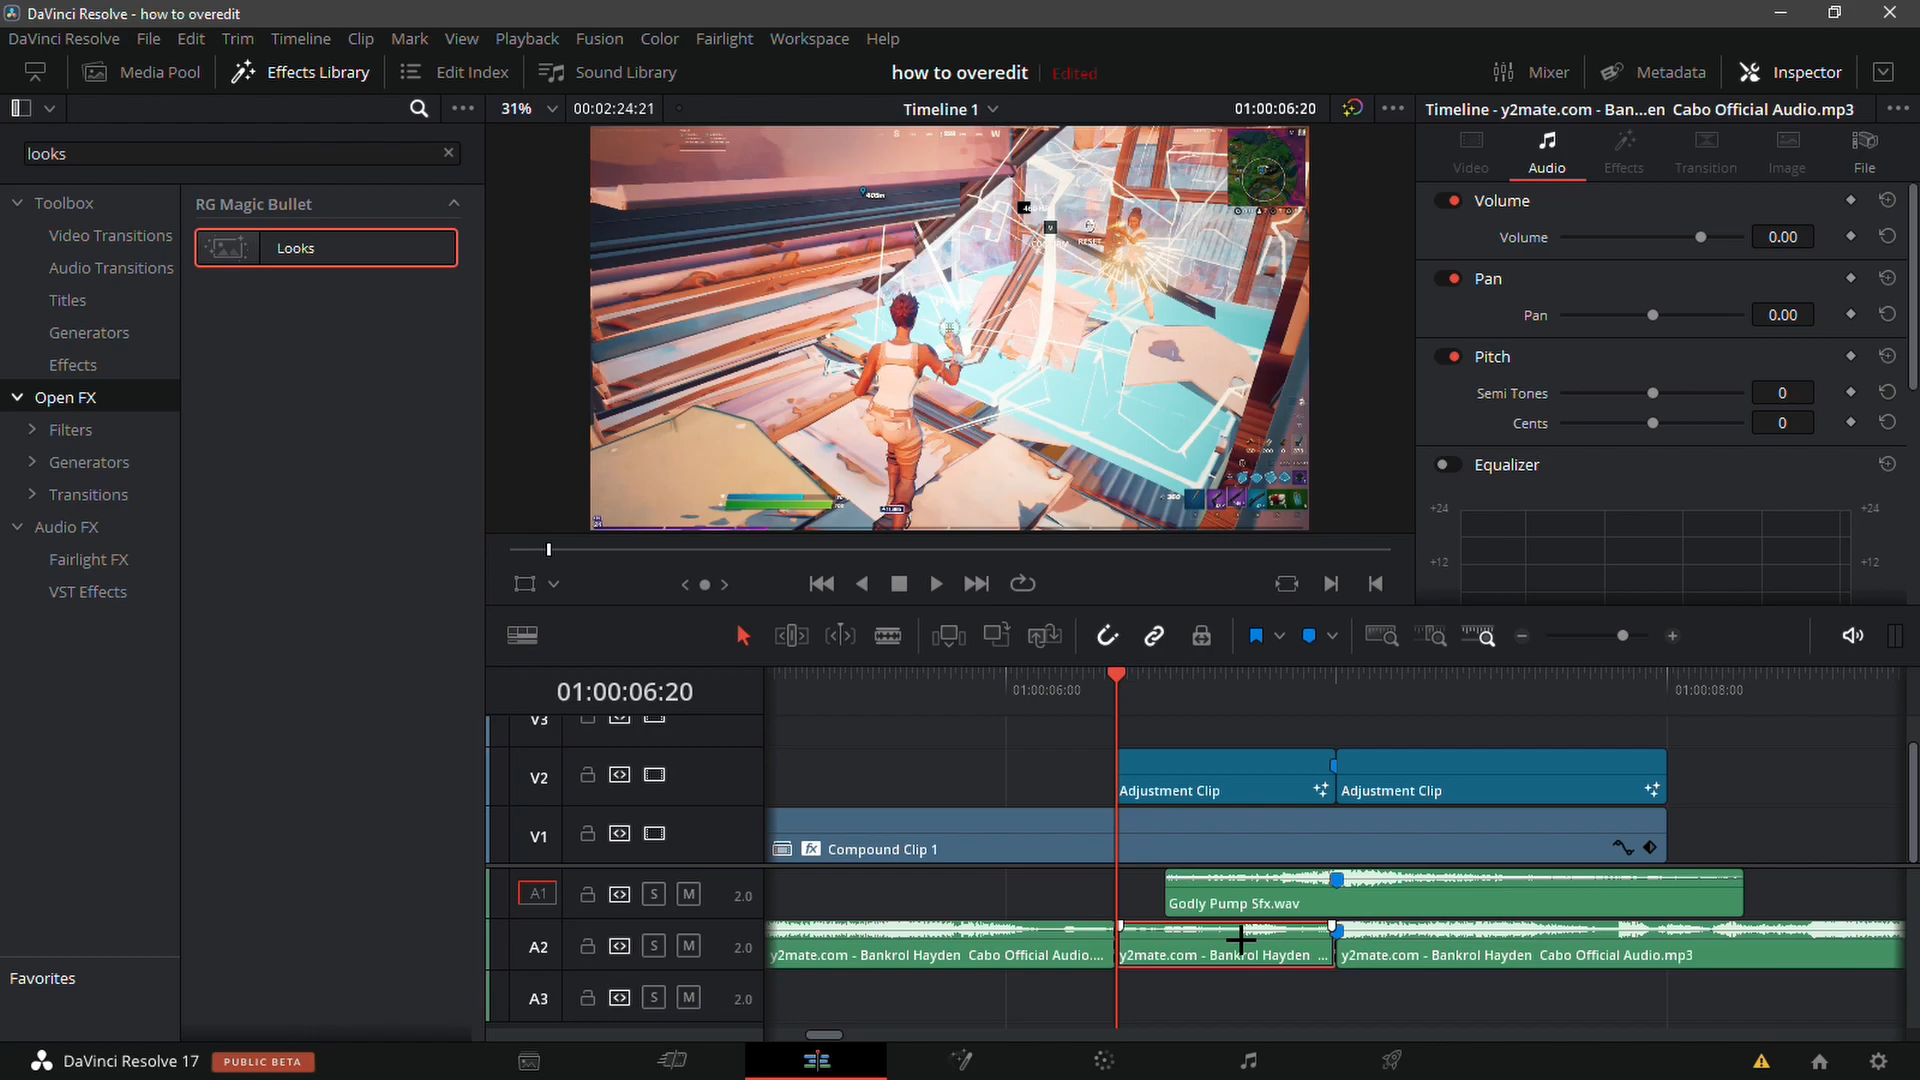 DaVinci Resolve - how to overedit
DaVinci Resolve File Edit Trim Timeline Clip Mark View Playback Fusion Color Fairlight Workspace Help
Media Pool Effects Library Edit Index Sound Library how to overedit Edited Mixer Metadata Inspector
31% 00:02:24:21 Timeline 1 01:00:06:20 Timeline - y2mate.com - Ban...en Cabo Official Audio.mp3
looks
Video Audio Effects Transition Image File
Toolbox
Video Transitions
Audio Transitions
Titles
Generators
Effects
Open FX
Filters
Generators
Transitions
Audio FX
Fairlight FX
VST Effects
Favorites
RG Magic Bullet
Looks
S W
405m
CONFIRM RESET
Volume
Volume 0.00
Pan
Pan 0.00
Pitch
Semi Tones 0
Cents 0
Equalizer
+24 +24
+12 +12
01:00:06:20 01:00:06:00 01:00:08:00
V3
V2 Adjustment Clip Adjustment Clip
V1 fx Compound Clip 1
A1 S M 2.0 Godly Pump Sfx.wav
A2 S M 2.0 y2mate.com - Bankrol Hayden Cabo Official Audio.... y2mate.com - Bankrol Hayden ... y2mate.com - Bankrol Hayden Cabo Official Audio.mp3
A3 S M 2.0
DaVinci Resolve 17 PUBLIC BETA